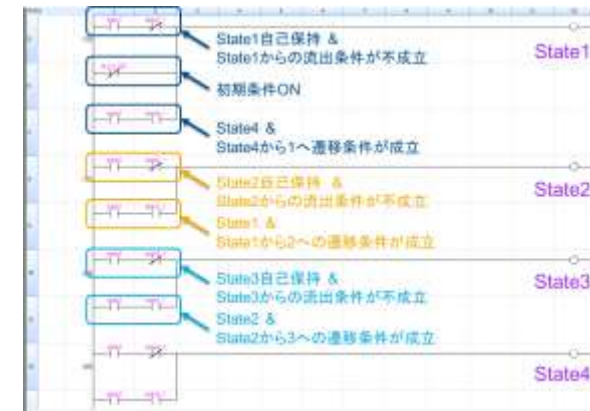 State1自己保持 &
State1からの流出条件が不成立
State1
初期条件ON
State4 &
State4から1へ遷移条件が成立
State2自己保持 &
State2からの流出条件が不成立
State2
State1 &
State1から2への遷移条件が成立
State3自己保持 &
State3からの流出条件が不成立
State3
State2 &
State2から3への遷移条件が成立
State4